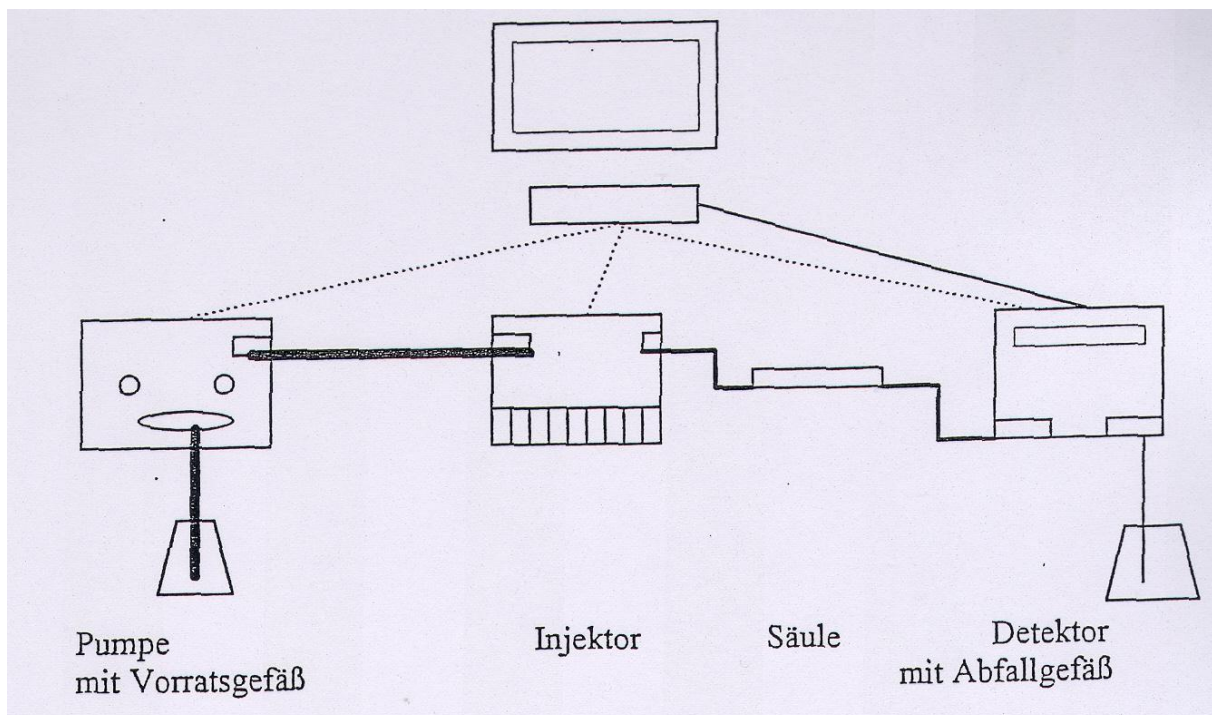 Pumpe
mit Vorratsgefäß
Injektor
Säule
Detektor
mit Abfallgefäß